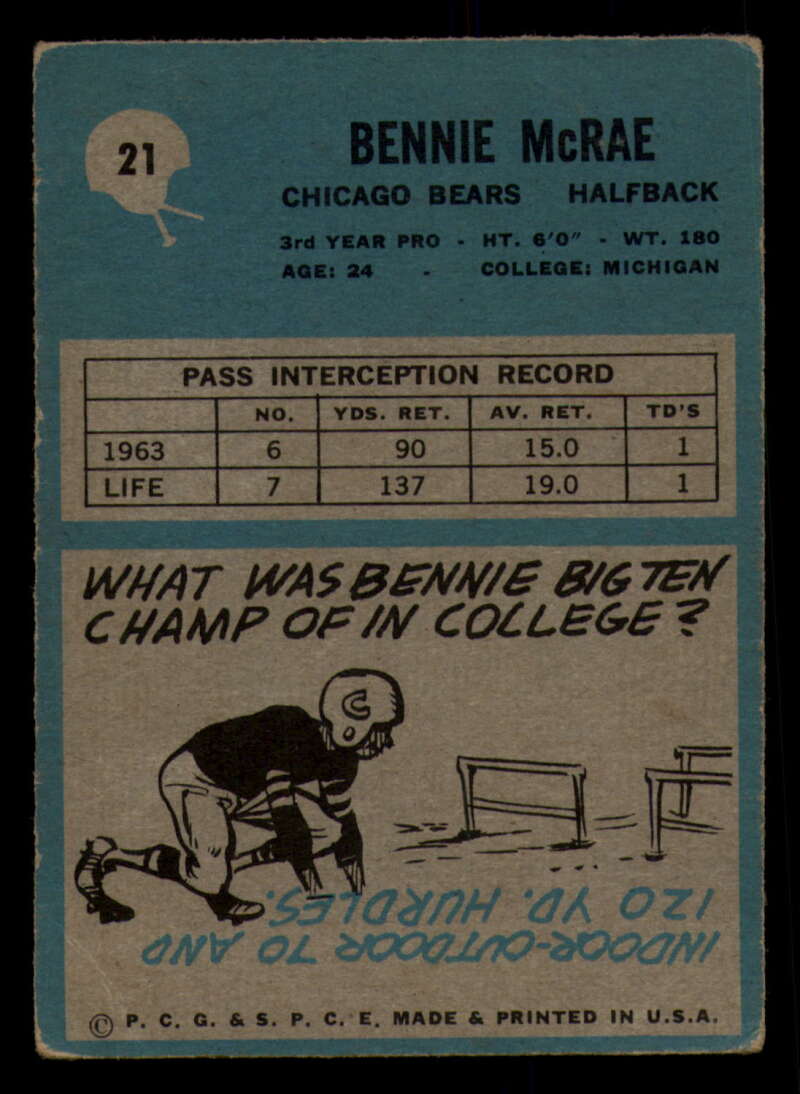 21
BENNIE McRAE
CHICAGO BEARS HALFBACK
3rd YEAR PRO - HT. 6'0" - WT. 180
AGE: 24 - COLLEGE: MICHIGAN
PASS INTERCEPTION RECORD
NO. YDS. RET. AV. RET. TD'S
1963 6 90 15.0 1
LIFE 7 137 19.0 1
WHAT WAS BENNIE BIG TEN
CHAMP OF IN COLLEGE?
C
INDOOR-OUTDOOR 70 AND
120 YD. HURDLES.
© P. C. G. & S. P. C. E. MADE & PRINTED IN U.S.A.